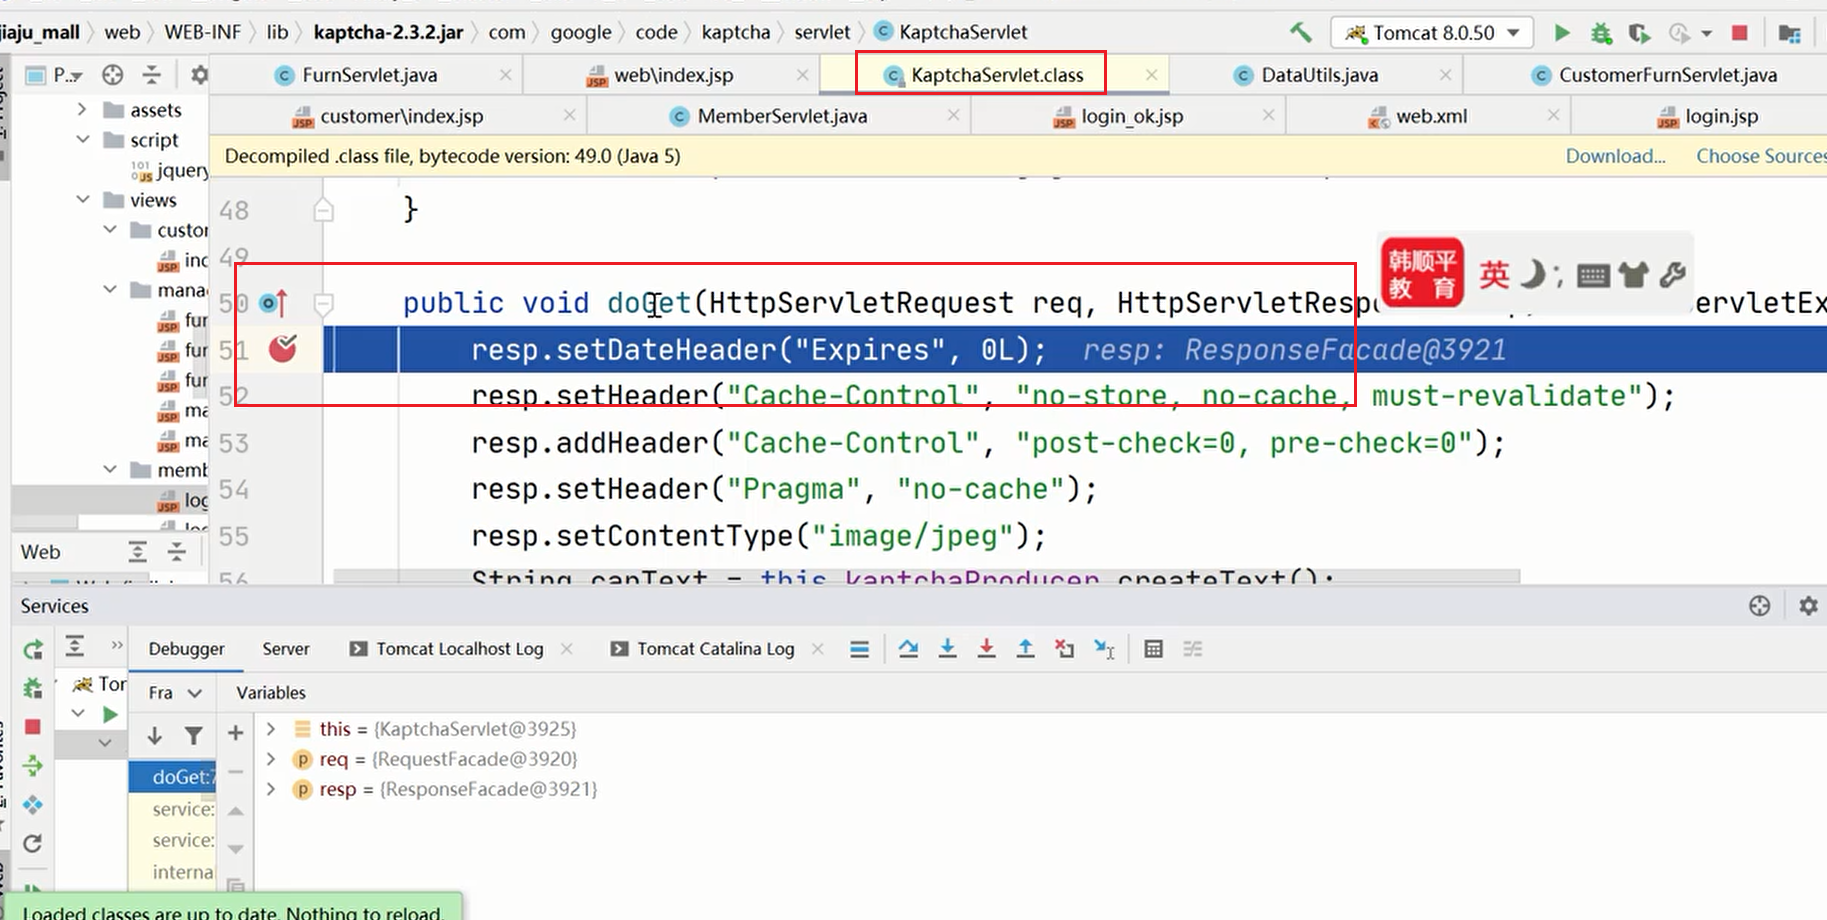 jiaju_mall web WEB-INF lib kaptcha-2.3.2.jar com google code kaptcha servlet KaptchaServlet Tomcat 8.0.50
P.. FurnServlet.java web\index.jsp KaptchaServlet.class DataUtils.java CustomerFurnServlet.java
customer\index.jsp MemberServlet.java login_ok.jsp web.xml login.jsp
assets
script
jquery
views
custo
inc
mana
fur
fur
fur
ma
ma
memb
log
Web
Decompiled .class file, bytecode version: 49.0 (Java 5) Download... Choose Sources
48 }
49
50 public void doGet(HttpServletRequest req, HttpServletResp servletEx
51 resp.setDateHeader("Expires", 0L); resp: ResponseFacade@3921
52 resp.setHeader("Cache-Control", "no-store, no-cache, must-revalidate");
53 resp.addHeader("Cache-Control", "post-check=0, pre-check=0");
54 resp.setHeader("Pragma", "no-cache");
55 resp.setContentType("image/jpeg");
56 String capText = this.kaptchaProducer.createText();
韩顺平
教 育
英
Services
Debugger Server Tomcat Localhost Log Tomcat Catalina Log
Tor
Fra Variables
doGet:7
service:
service:
interna
this = {KaptchaServlet@3925}
req = {RequestFacade@3920}
resp = {ResponseFacade@3921}
Loaded classes are up to date. Nothing to reload.